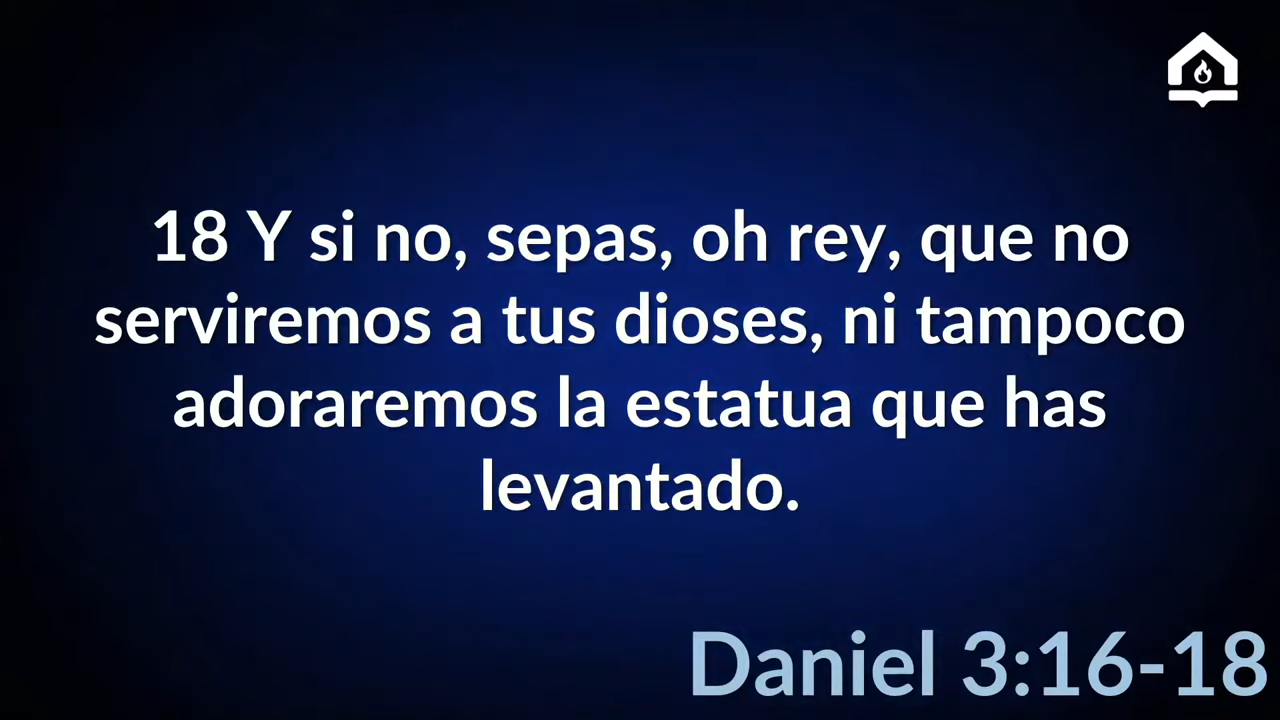 18 Y si no, sepas, oh rey, que no
serviremos a tus dioses, ni tampoco
adoraremos la estatua que has
levantado.
Daniel 3:16-18